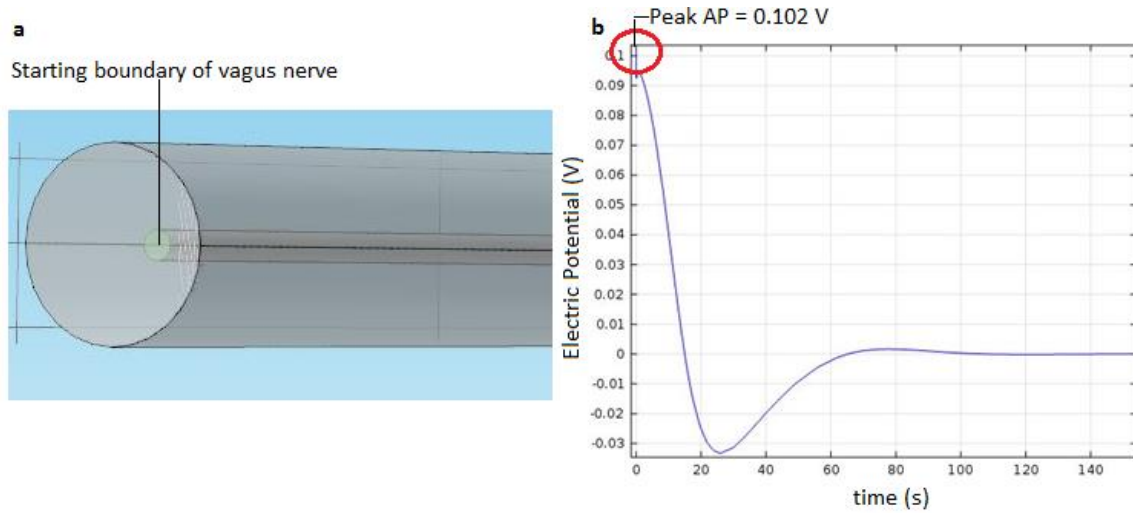 a
Starting boundary of vagus nerve
b
Peak AP = 0.102 V
Electric Potential (V)
0.1
0.09
0.08
0.07
0.06
0.05
0.04
0.03
0.02
0.01
0
-0.01
-0.02
-0.03
0 20 40 60 80 100 120 140
time (s)